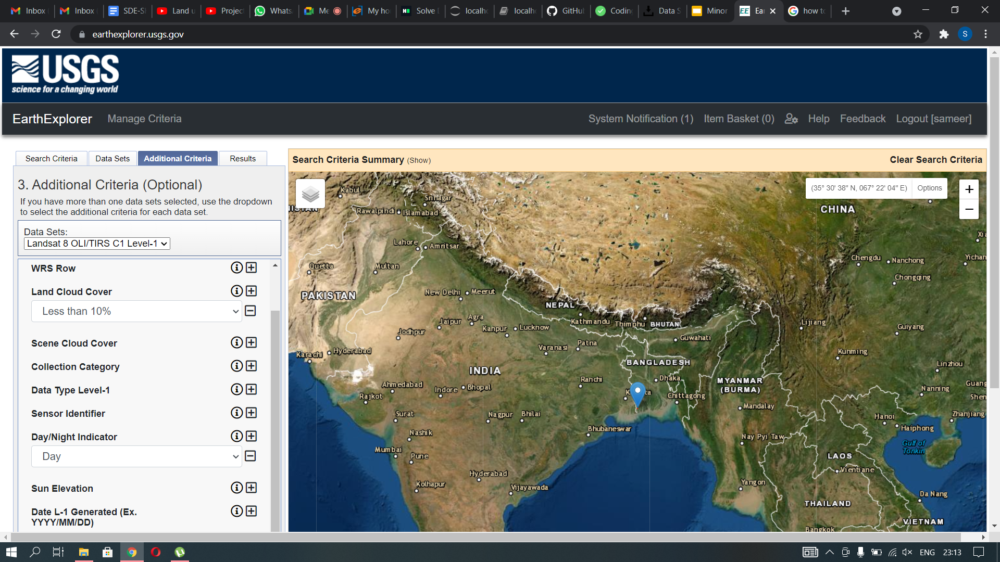 Inbox
Inbox
SDE-S
Land u
Projec
Whats
Me
My ho
Solve
localh
localh
GitHu
Codin
Data S
Minor
Ear
how to
earthexplorer.usgs.gov
S
USGS
science for a changing world
EarthExplorer
Manage Criteria
System Notification (1)
Item Basket (0)
Help
Feedback
Logout [sameer]
Search Criteria
Data Sets
Additional Criteria
Results
3. Additional Criteria (Optional)
If you have more than one data sets selected, use the dropdown
to select the additional criteria for each data set.
Data Sets:
Landsat 8 OLI/TIRS C1 Level-1
WRS Row
Land Cloud Cover
Less than 10%
Scene Cloud Cover
Collection Category
Data Type Level-1
Sensor Identifier
Day/Night Indicator
Day
Sun Elevation
Date L-1 Generated (Ex.
YYYY/MM/DD)
Search Criteria Summary (Show)
Clear Search Criteria
(35° 30' 38" N, 067° 22' 04" E)
Options
+
−
Kabul
Srinagar
Rawalpindi
Islamabad
CHINA
Lahore
Amritsar
Quetta
Multan
Chengdu
Nanchong
Yichan
Chongqing
PAKISTAN
New Delhi
Meerut
NEPAL
Kathmandu
Thimphu
BHUTAN
Jaipur
Agra
Kanpur
Lucknow
Jodhpur
Guwahati
Lijiang
Guiyang
Varanasi
Patna
Karachi
Hyderabad
Kunming
BANGLADESH
Linzhou
INDIA
Ranchi
Dhaka
MYANMAR
(BURMA)
Ahmedabad
Indore
Bhopal
Rajkot
Chittagong
Nanning
Guang
Shen
Mandalay
Surat
Nagpur
Bhilai
Hanoi
Zhanjiang
Haiphong
Nashik
Bhubaneswar
Nay Pyi Taw
Gulf of
Tonkin
Mumbai
Pune
LAOS
Vientiane
Hyderabad
Kolhapur
Vijayawada
Yangon
Da Nang
THAILAND
VIETNAM
Bangkok
ENG
23:13